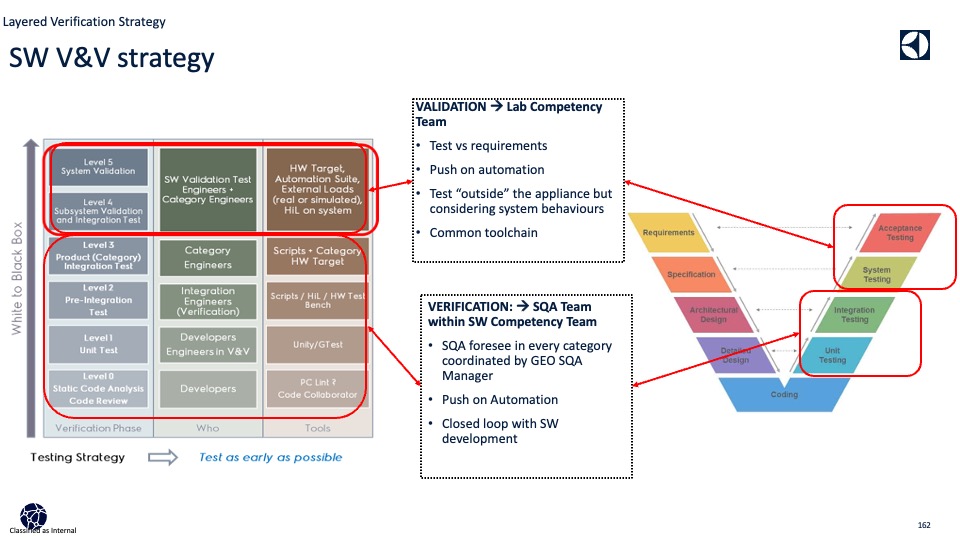 Layered Verification Strategy
SW V&V strategy
White to Black Box
Level 5
System Validation
Level 4
Subsystem Validation
and Integration Test
SW Validation Test
Engineers +
Category Engineers
HW Target,
Automation Suite,
External Loads
(real or simulated),
HiL on system
Level 3
Product (Category)
Integration Test
Category
Engineers
Scripts + Category
HW Target
Level 2
Pre-Integration
Test
Integration
Engineers
(Verification)
Scripts / HiL / HW Test
Bench
Level 1
Unit Test
Developers
Engineers in V&V
Unity/GTest
Level 0
Static Code Analysis
Code Review
Developers
PC Lint ?
Code Collaborator
Verification Phase
Who
Tools
Testing Strategy
Test as early as possible
VALIDATION → Lab Competency
Team
• Test vs requirements
• Push on automation
• Test “outside” the appliance but
considering system behaviours
• Common toolchain
VERIFICATION: → SQA Team
within SW Competency Team
• SQA foresee in every category
coordinated by GEO SQA
Manager
• Push on Automation
• Closed loop with SW
development
Requirements
Acceptance
Testing
Specification
System
Testing
Architectural
Design
Integration
Testing
Detailed
Design
Unit
Testing
Coding
Classified as Internal
162